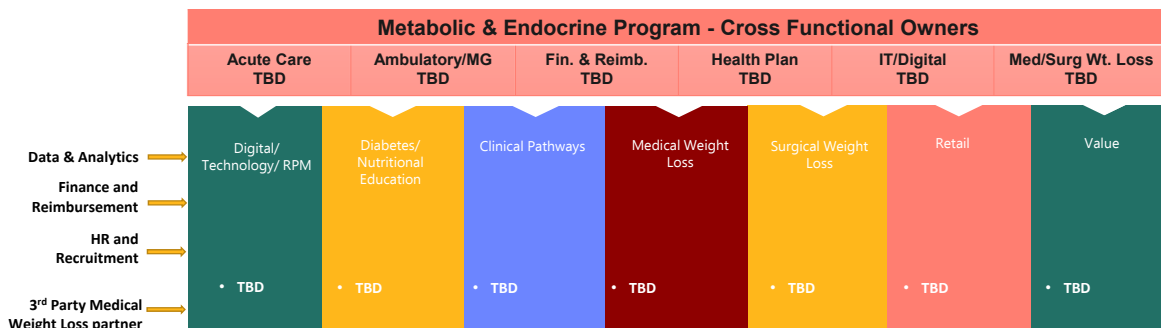 Metabolic & Endocrine Program - Cross Functional Owners
Acute Care
TBD
Ambulatory/MG
TBD
Fin. & Reimb.
TBD
Health Plan
TBD
IT/Digital
TBD
Med/Surg Wt. Loss
TBD
Data & Analytics
Finance and
Reimbursement
HR and
Recruitment
3rd Party Medical
Weight Loss partner
Digital/
Technology/ RPM
• TBD
Diabetes/
Nutritional
Education
• TBD
Clinical Pathways
• TBD
Medical Weight
Loss
• TBD
Surgical Weight
Loss
• TBD
Retail
• TBD
Value
• TBD